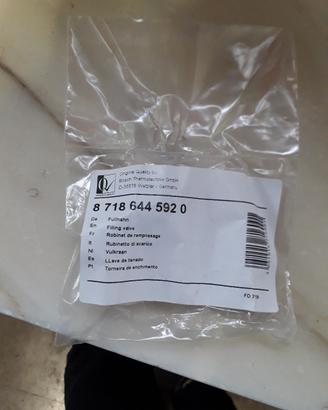 Original Quality by
Bosch Thermotechnik GmbH
D-35576 Wetzlar - Germany
8 718 644 592 0
De Füllhahn
En Filling valve
Fr Robinet de remplissage
It Rubinetto di scarico
Nl Vulkraan
Es LLave de llenado
Pt Torneira de enchimento
FD 719